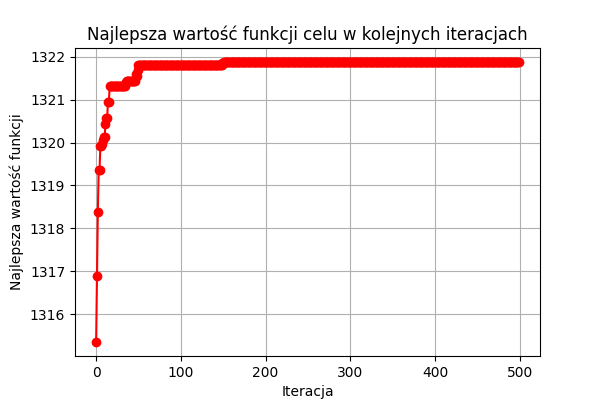 Najlepsza wartość funkcji celu w kolejnych iteracjach
Najlepsza wartość funkcji
1322
1321
1320
1319
1318
1317
1316
0 100 200 300 400 500
Iteracja